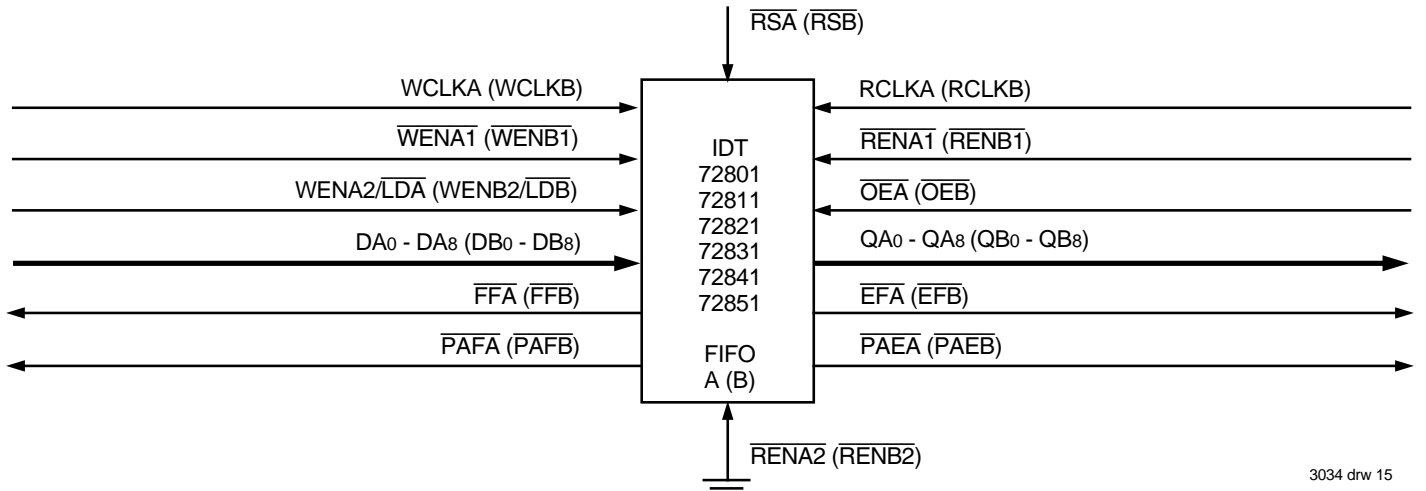 RSA (RSB)
WCLKA (WCLKB)
WENA1 (WENB1)
WENA2/LDA (WENB2/LDB)
DA0 - DA8 (DB0 - DB8)
FFA (FFB)
PAFA (PAFB)
IDT
72801
72811
72821
72831
72841
72851
FIFO
A (B)
RCLKA (RCLKB)
RENA1 (RENB1)
OEA (OEB)
QA0 - QA8 (QB0 - QB8)
EFA (EFB)
PAEA (PAEB)
RENA2 (RENB2)
3034 drw 15